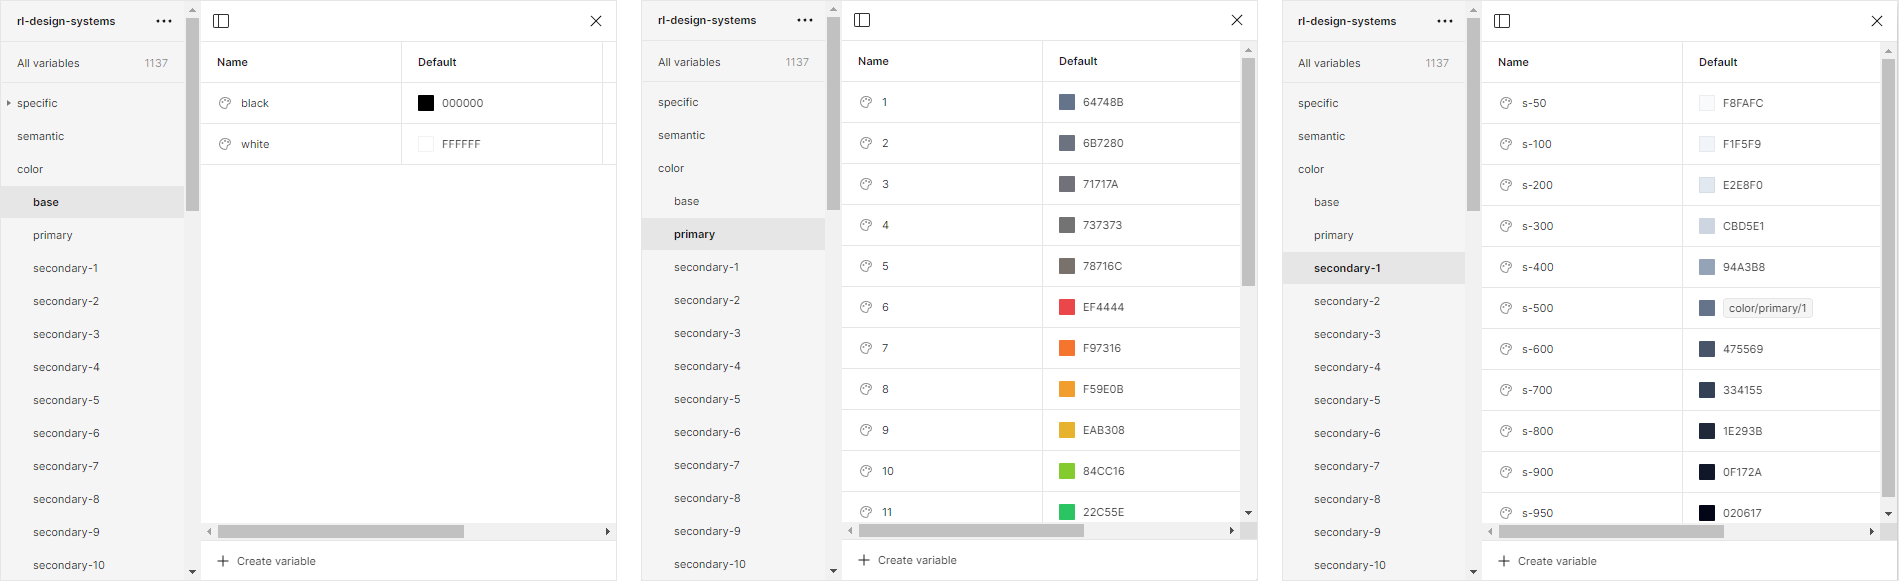 rl-design-systems
All variables 1137
specific
semantic
color
base
primary
secondary-1
secondary-2
secondary-3
secondary-4
secondary-5
secondary-6
secondary-7
secondary-8
secondary-9
secondary-10
Name Default
black 000000
white FFFFFF
Create variable
rl-design-systems
All variables 1137
specific
semantic
color
base
primary
secondary-1
secondary-2
secondary-3
secondary-4
secondary-5
secondary-6
secondary-7
secondary-8
secondary-9
secondary-10
Name Default
1 64748B
2 6B7280
3 71717A
4 737373
5 78716C
6 EF4444
7 F97316
8 F59E0B
9 EAB308
10 84CC16
11 22C55E
Create variable
rl-design-systems
All variables 1137
specific
semantic
color
base
primary
secondary-1
secondary-2
secondary-3
secondary-4
secondary-5
secondary-6
secondary-7
secondary-8
secondary-9
secondary-10
Name Default
s-50 F8FAFC
s-100 F1F5F9
s-200 E2E8F0
s-300 CBD5E1
s-400 94A3B8
s-500 color/primary/1
s-600 475569
s-700 334155
s-800 1E293B
s-900 0F172A
s-950 020617
Create variable